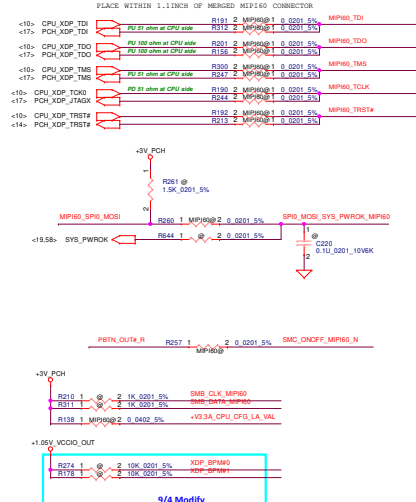 PLACE WITHIN 1.1INCH OF MERGED MIPI60 CONNECTOR
<10> CPU_XDP_TDI R191 2 MIPI60@ 1 0_0201_5% MIPI60_TDI
<17> PCH_XDP_TDI PU 51 ohm at CPU side R312 2 MIPI60@ 1 0_0201_5%
<10> CPU_XDP_TDO PU 100 ohm at CPU side R201 2 MIPI60@ 1 0_0201_5% MIPI60_TDO
<17> PCH_XDP_TDO PU 100 ohm at CPU side R156 2 MIPI60@ 1 0_0201_5%
<10> CPU_XDP_TMS R300 2 MIPI60@ 1 0_0201_5% MIPI60_TMS
<17> PCH_XDP_TMS PU 51 ohm at CPU side R247 2 MIPI60@ 1 0_0201_5%
<10> CPU_XDP_TCK0 PD 51 ohm at CPU side R190 2 MIPI60@ 1 0_0201_5% MIPI60_TCLK
<17> PCH_XDP_JTAGX R244 2 MIPI60@ 1 0_0201_5%
<10> CPU_XDP_TRST# R192 2 MIPI60@ 1 0_0201_5% MIPI60_TRST#
<14> PCH_XDP_TRST# R213 2 MIPI60@ 1 0_0201_5%
+3V_PCH
1
R261 @
1.5K_0201_5%
2
MIPI60_SPI0_MOSI R260 1 MIPI60@ 2 0_0201_5% SPI0_MOSI_SYS_PWROK_MIPI60
<19,58> SYS_PWROK R644 1 @ 2 0_0201_5%
1
@
C220
0.1U_0201_10V6K
2
PBTN_OUT#_R R257 1 2 0_0201_5% SMC_ONOFF_MIPI60_N
MIPI60@
+3V_PCH
R210 1 @ 2 1K_0201_5% SMB_CLK_MIPI60
R311 1 @ 2 1K_0201_5% SMB_DATA_MIPI60
R138 1 MIPI60@ 2 0_0402_5% +V3.3A_CPU_CFG_LA_VAL
+1.05V_VCCIO_OUT
R274 1 @ 2 10K_0201_5% XDP_BPM#0
R178 1 @ 2 10K_0201_5% XDP_BPM#1
9/4 Modify